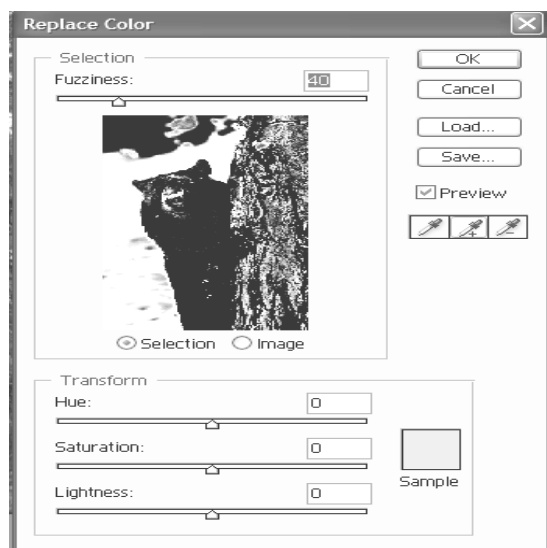 Replace Color
Selection
Fuzziness: 40
OK
Cancel
Load...
Save...
Preview
Selection Image
Transform
Hue: 0
Saturation: 0
Lightness: 0
Sample